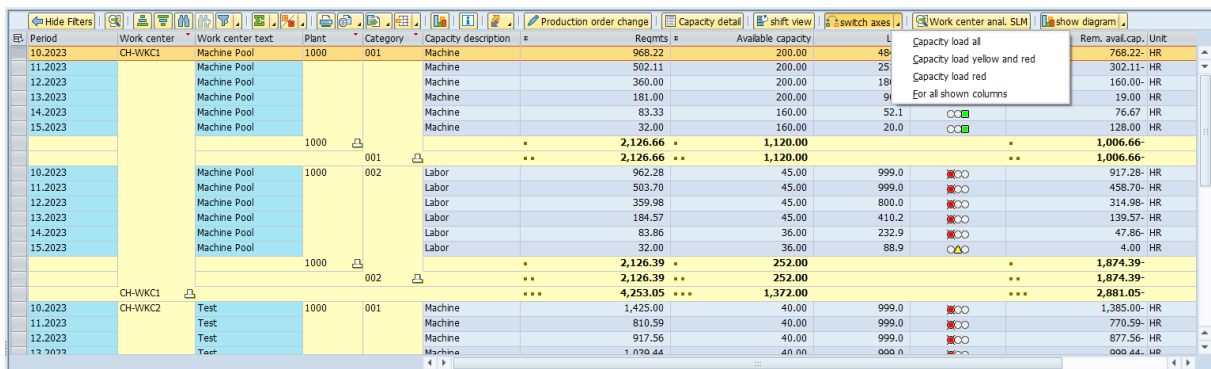 Hide Filters Production order change Capacity detail shift view switch axes Work center anal. SLM show diagram
Period Work center Work center text Plant Category Capacity description Reqmts Available capacity Rem. avail.cap. Unit
Capacity load all
Capacity load yellow and red
Capacity load red
For all shown columns
10.2023 CH-WKC1 Machine Pool 1000 001 Machine 968.22 200.00 768.22- HR
11.2023 Machine Pool Machine 502.11 200.00 302.11- HR
12.2023 Machine Pool Machine 360.00 200.00 160.00- HR
13.2023 Machine Pool Machine 181.00 200.00 19.00 HR
14.2023 Machine Pool Machine 83.33 160.00 52.1 76.67 HR
15.2023 Machine Pool Machine 32.00 160.00 20.0 128.00 HR
1000 2,126.66 1,120.00 1,006.66-
001 2,126.66 1,120.00 1,006.66-
10.2023 Machine Pool 1000 002 Labor 962.28 45.00 999.0 917.28- HR
11.2023 Machine Pool Labor 503.70 45.00 999.0 458.70- HR
12.2023 Machine Pool Labor 359.98 45.00 800.0 314.98- HR
13.2023 Machine Pool Labor 184.57 45.00 410.2 139.57- HR
14.2023 Machine Pool Labor 83.86 36.00 232.9 47.86- HR
15.2023 Machine Pool Labor 32.00 36.00 88.9 4.00 HR
1000 2,126.39 252.00 1,874.39-
002 2,126.39 252.00 1,874.39-
CH-WKC1 4,253.05 1,372.00 2,881.05-
10.2023 CH-WKC2 Test 1000 001 Machine 1,425.00 40.00 999.0 1,385.00- HR
11.2023 Test Machine 810.59 40.00 999.0 770.59- HR
12.2023 Test Machine 917.56 40.00 999.0 877.56- HR
13.2023 Test Machine 1,039.44 40.00 999.0 999.44- HR